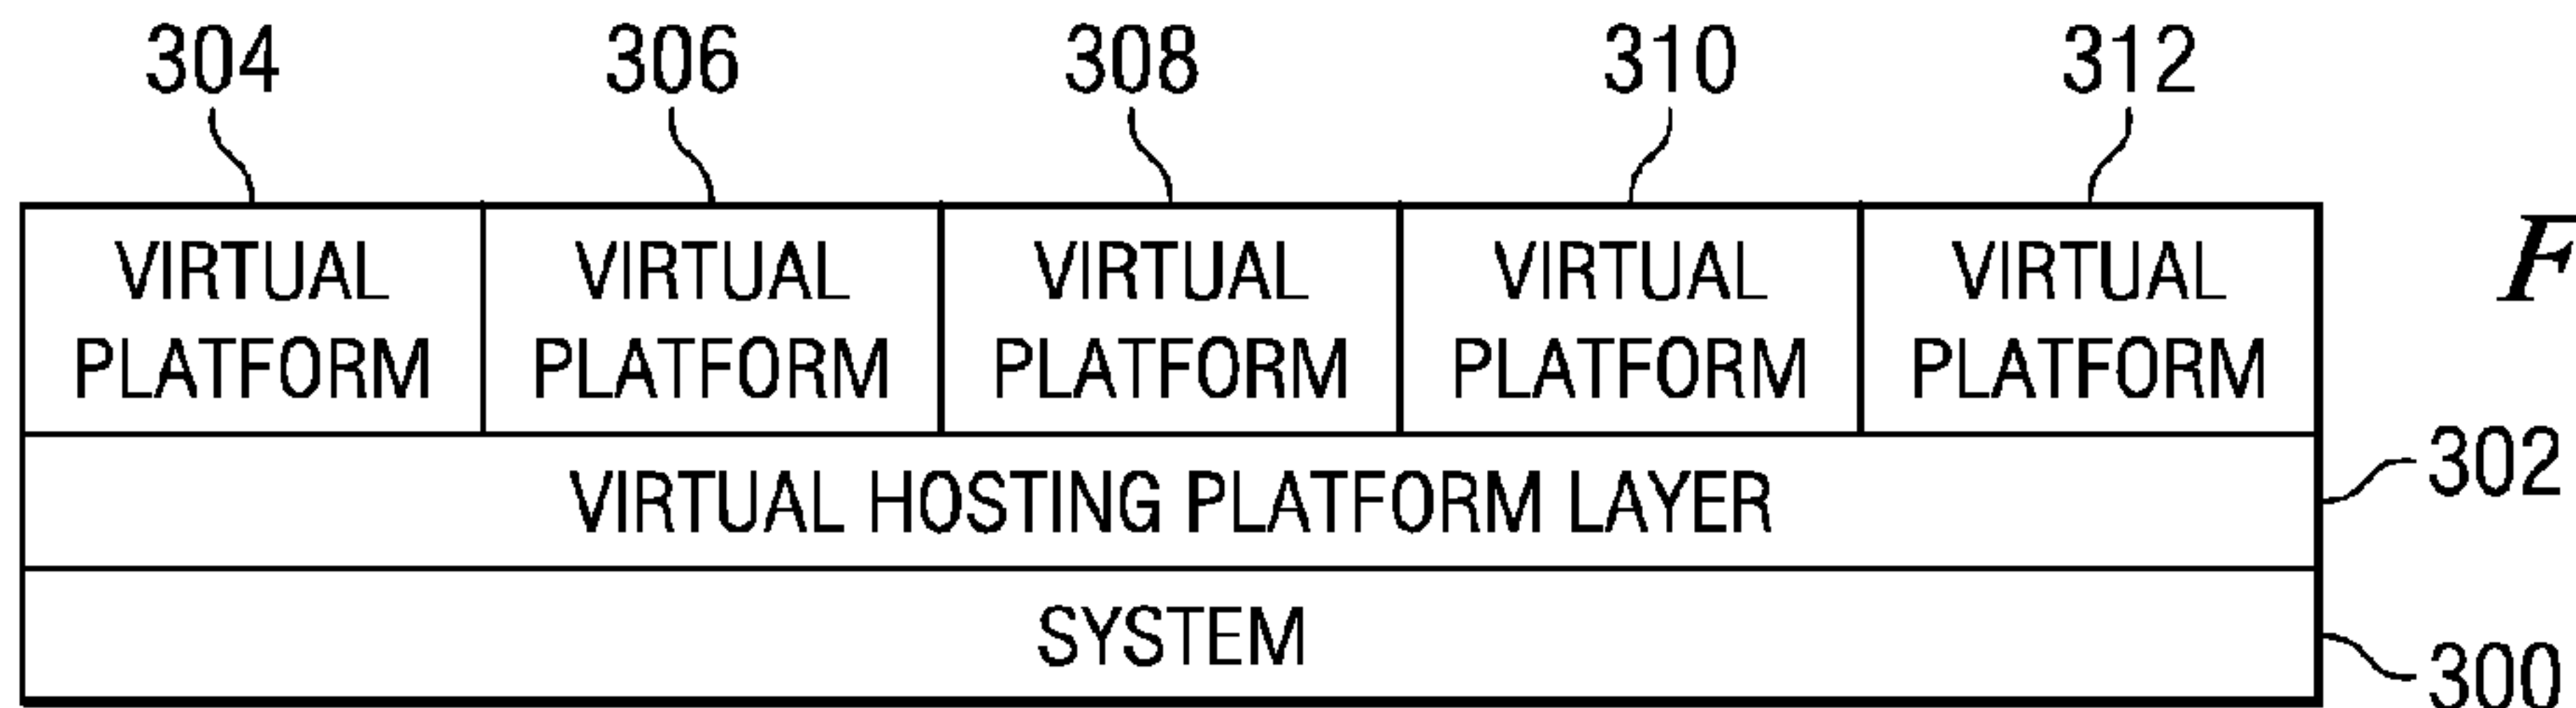 304 306 308 310 312
VIRTUAL VIRTUAL VIRTUAL VIRTUAL VIRTUAL
PLATFORM PLATFORM PLATFORM PLATFORM PLATFORM
VIRTUAL HOSTING PLATFORM LAYER
302
SYSTEM
300
F